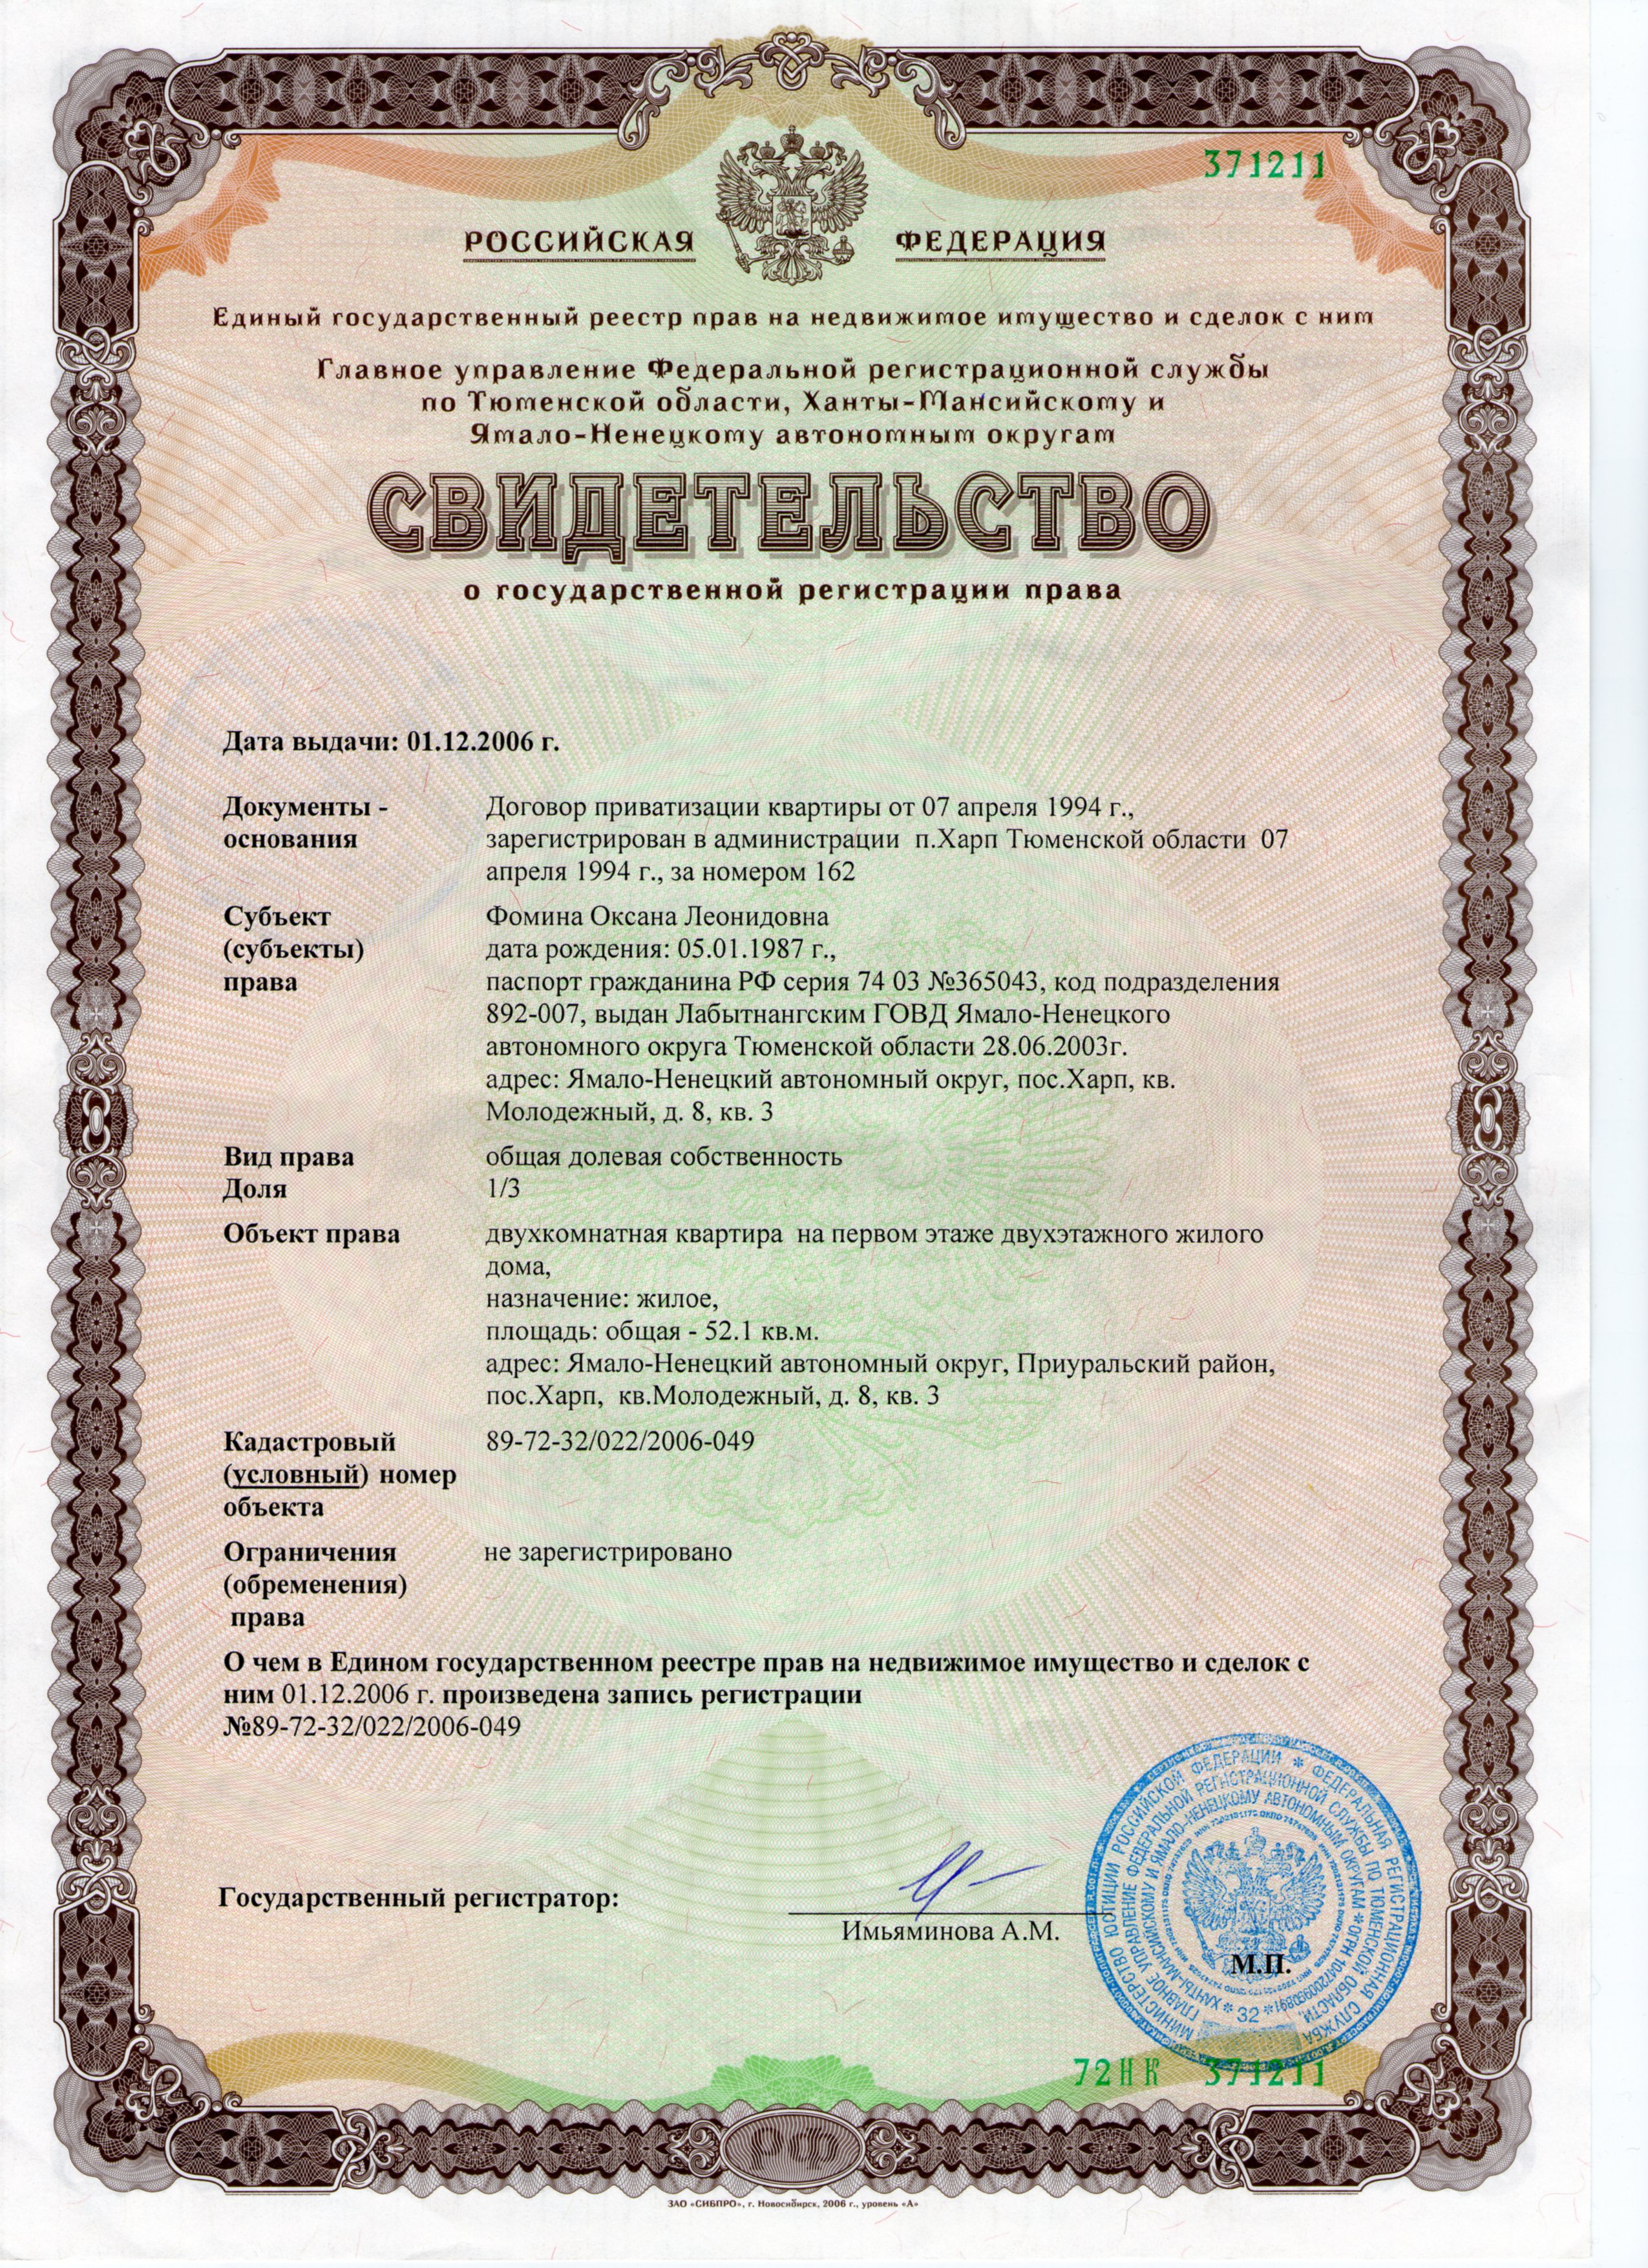 371211
РОССИЙСКАЯ ФЕДЕРАЦИЯ
Единый государственный реестр прав на недвижимое имущество и сделок с ним
Главное управление Федеральной регистрационной службы
по Тюменской области, Ханты-Мансийскому и
Ямало-Ненецкому автономным округам
СВИДЕТЕЛЬСТВО
о государственной регистрации права
Дата выдачи: 01.12.2006 г.
Документы - Договор приватизации квартиры от 07 апреля 1994 г.,
основания зарегистрирован в администрации п.Харп Тюменской области 07
апреля 1994 г., за номером 162
Субъект Фомина Оксана Леонидовна
(субъекты) дата рождения: 05.01.1987 г.,
права паспорт гражданина РФ серия 74 03 №365043, код подразделения
892-007, выдан Лабытнангским ГОВД Ямало-Ненецкого
автономного округа Тюменской области 28.06.2003г.
адрес: Ямало-Ненецкий автономный округ, пос.Харп, кв.
Молодежный, д. 8, кв. 3
Вид права общая долевая собственность
Доля 1/3
Объект права двухкомнатная квартира на первом этаже двухэтажного жилого
дома,
назначение: жилое,
площадь: общая - 52.1 кв.м.
адрес: Ямало-Ненецкий автономный округ, Приуральский район,
пос.Харп, кв.Молодежный, д. 8, кв. 3
Кадастровый 89-72-32/022/2006-049
(условный) номер
объекта
Ограничения не зарегистрировано
(обременения)
права
О чем в Едином государственном реестре прав на недвижимое имущество и сделок с
ним 01.12.2006 г. произведена запись регистрации
№89-72-32/022/2006-049
Государственный регистратор:
Имьяминова А.М.
М.П.
МИНИСТЕРСТВО ЮСТИЦИИ РОССИЙСКОЙ ФЕДЕРАЦИИ * ФЕДЕРАЛЬНАЯ РЕГИСТРАЦИОННАЯ СЛУЖБА
ГЛАВНОЕ УПРАВЛЕНИЕ ФЕДЕРАЛЬНОЙ РЕГИСТРАЦИОННОЙ СЛУЖБЫ ПО ТЮМЕНСКОЙ ОБЛАСТИ,
ХАНТЫ-МАНСИЙСКОМУ И ЯМАЛО-НЕНЕЦКОМУ АВТОНОМНЫМ ОКРУГАМ
* 32 *
72 НК 371211
ЗАО «СИБПРО», г. Новосибирск, 2006 г., уровень «А»